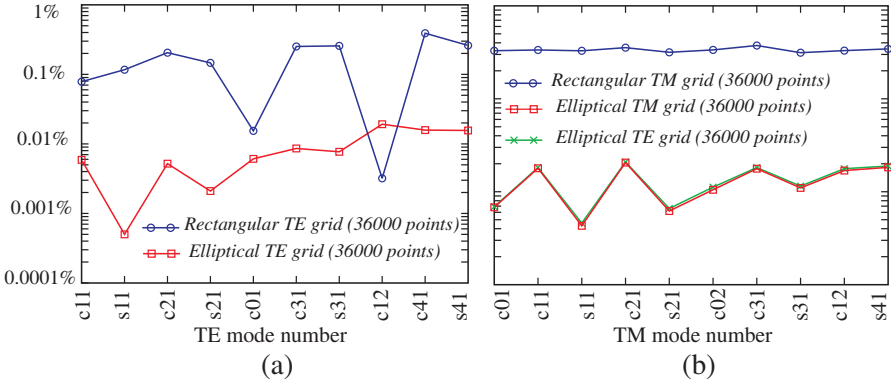 1%
0.1%
0.01%
0.001%
0.0001%
Rectangular TE grid (36000 points)
Elliptical TE grid (36000 points)
c11 s11 c21 s21 c01 c31 s31 c12 c41 s41
TE mode number
(a)
Rectangular TM grid (36000 points)
Elliptical TM grid (36000 points)
Elliptical TE grid (36000 points)
c01 c11 s11 c21 s21 c02 c31 s31 c12 s41
TM mode number
(b)